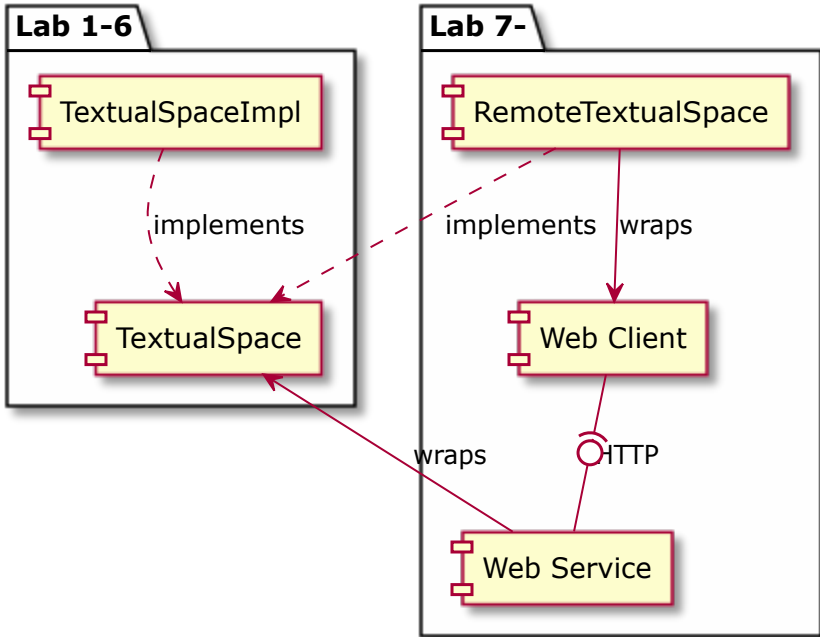 Lab 1-6
Lab 7-
TextualSpaceImpl
RemoteTextualSpace
implements
implements
wraps
TextualSpace
Web Client
wraps
HTTP
Web Service